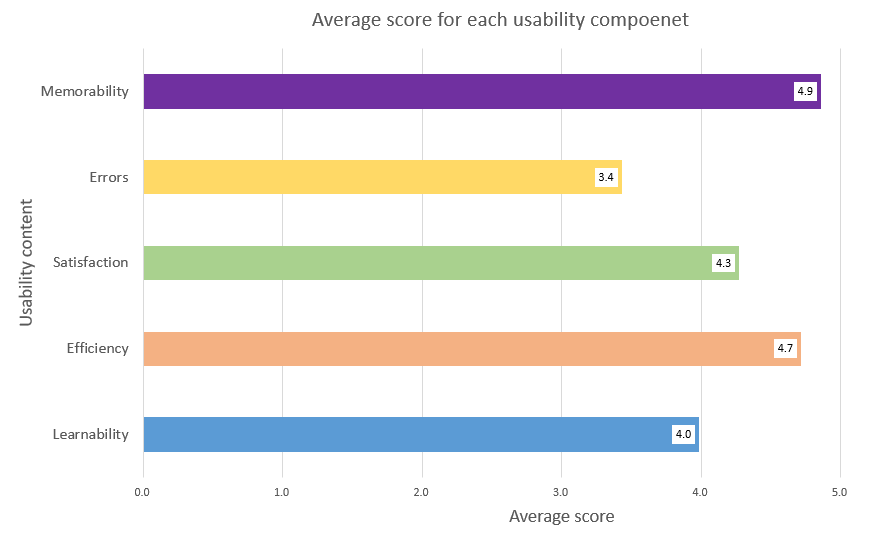 Average score for each usability compoenet
Usability content
Memorability
4.9
Errors
3.4
Satisfaction
4.3
Efficiency
4.7
Learnability
4.0
0.0 1.0 2.0 3.0 4.0 5.0
Average score